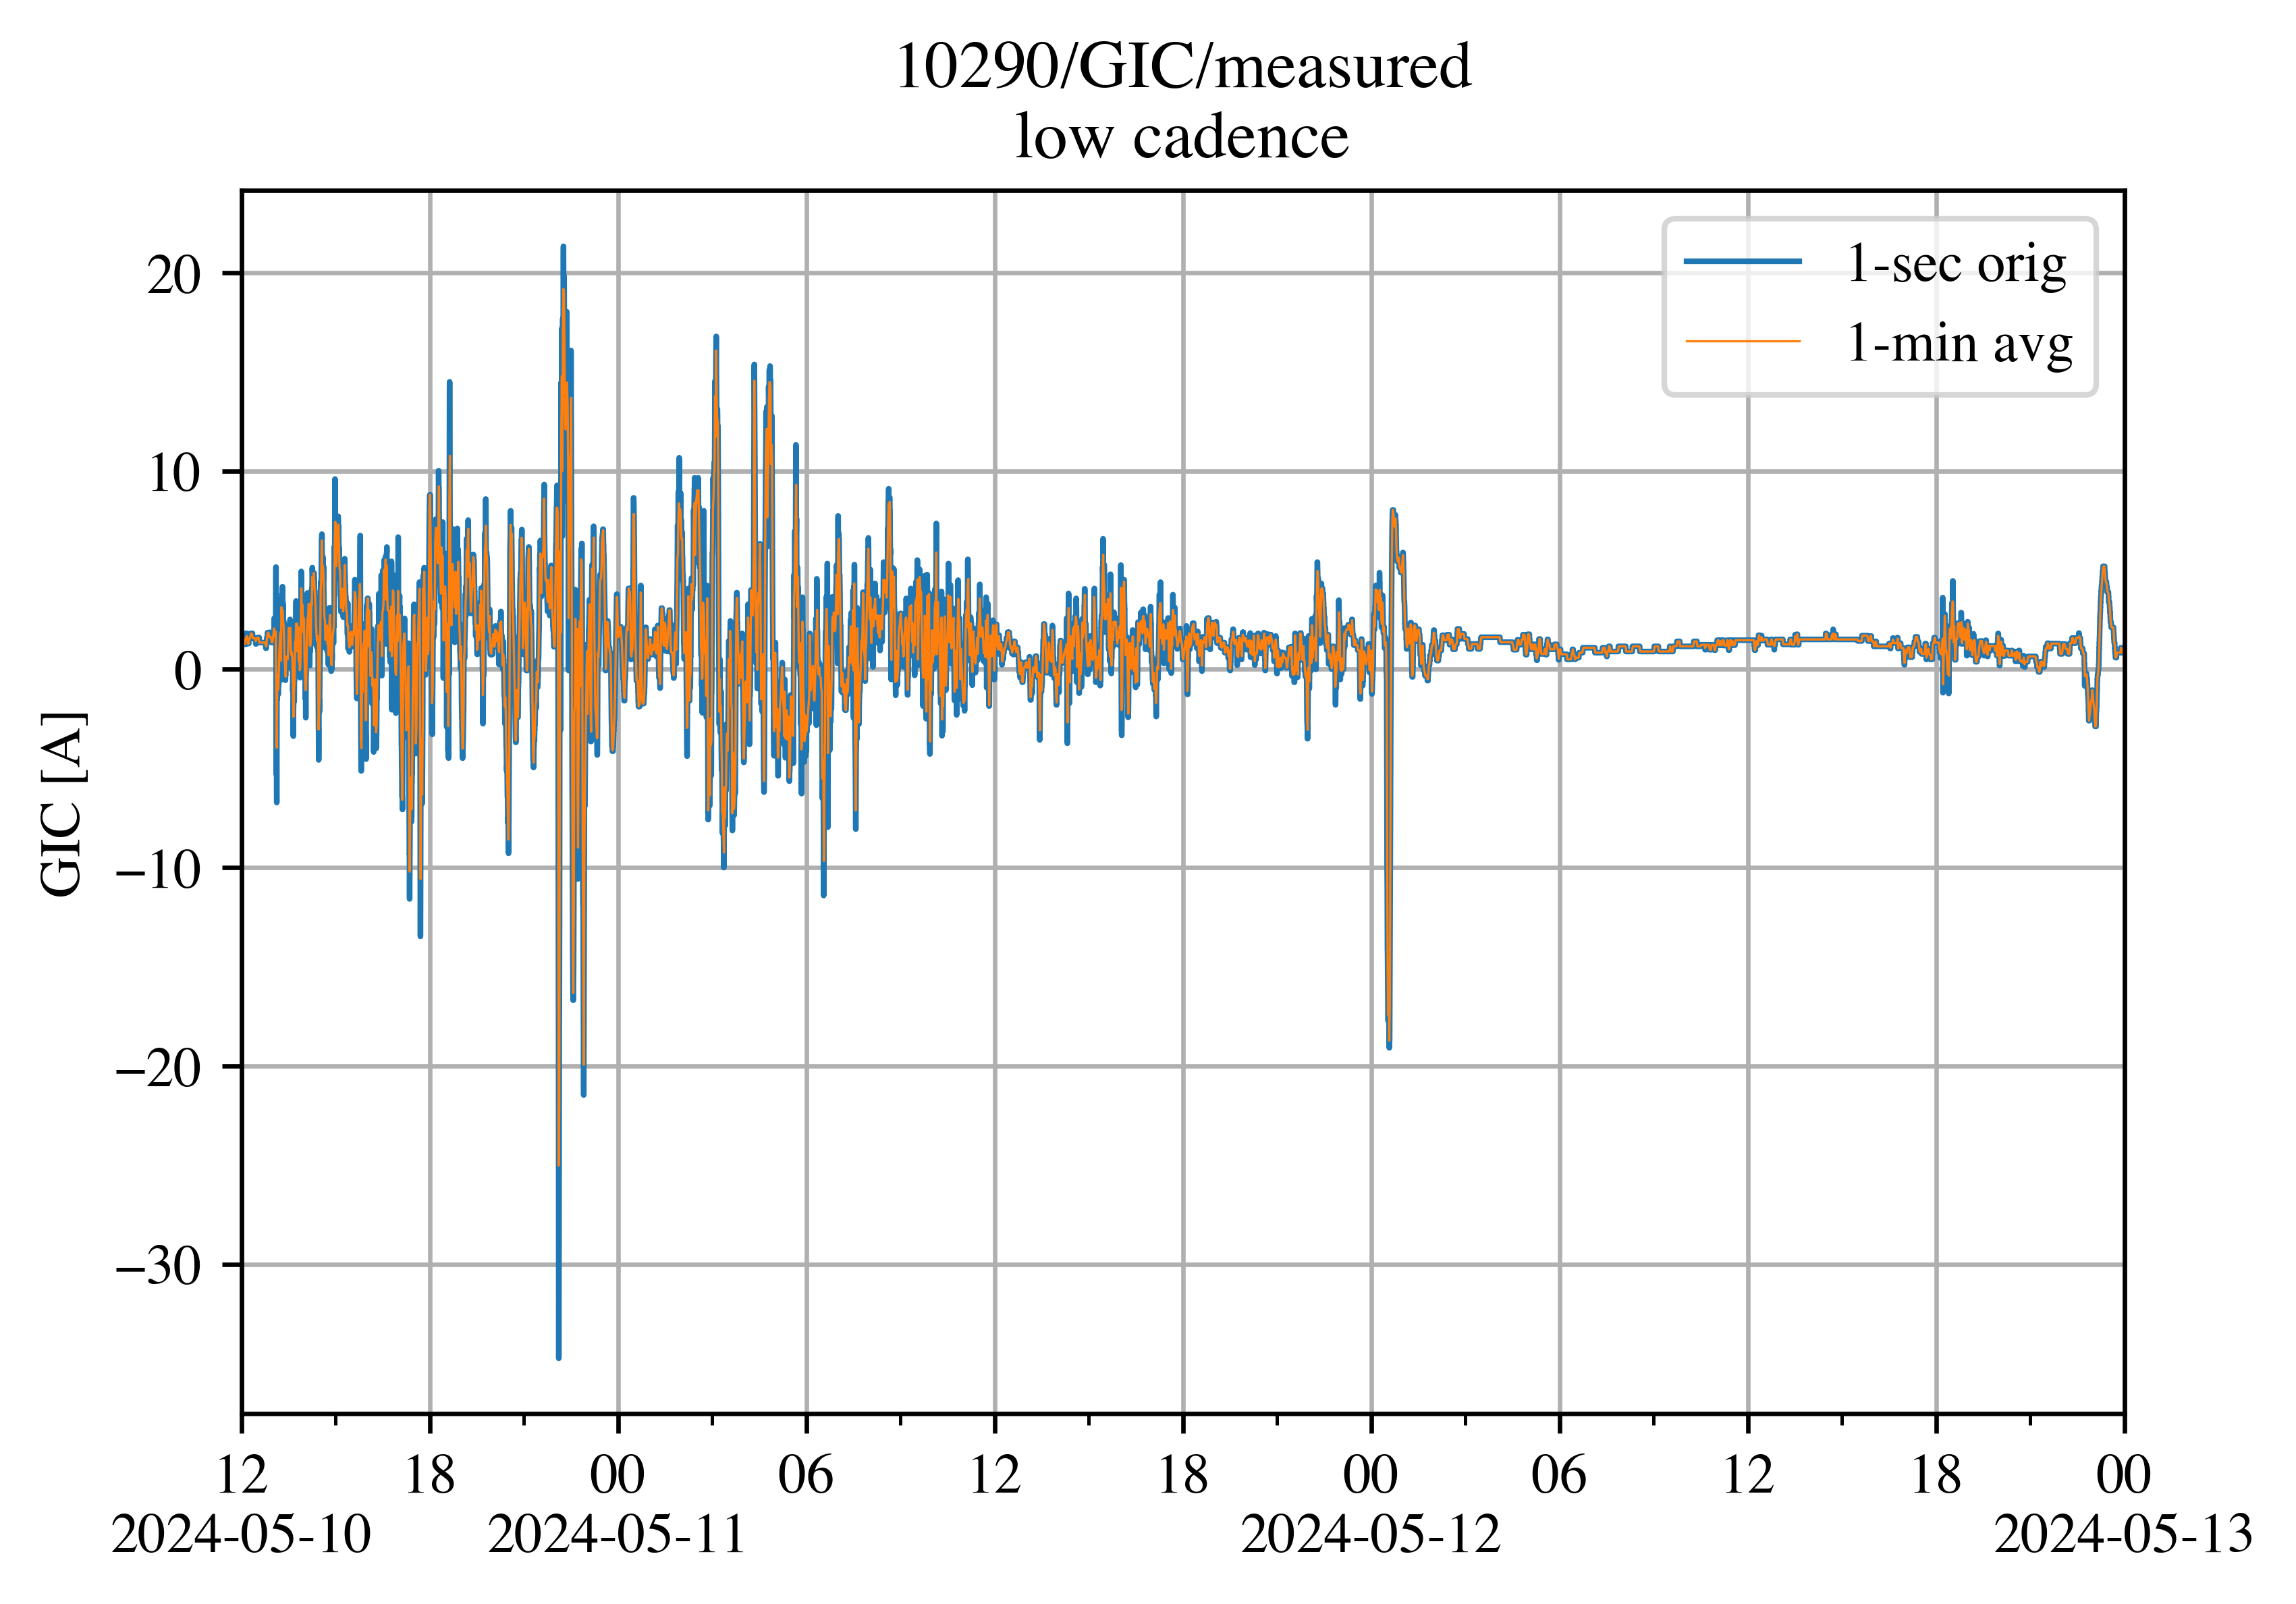 10290/GIC/measured
low cadence
1-sec orig
1-min avg
GIC [A]
20
10
0
−10
−20
−30
12 18 00 06 12 18 00 06 12 18 00
2024-05-10 2024-05-11 2024-05-12 2024-05-13